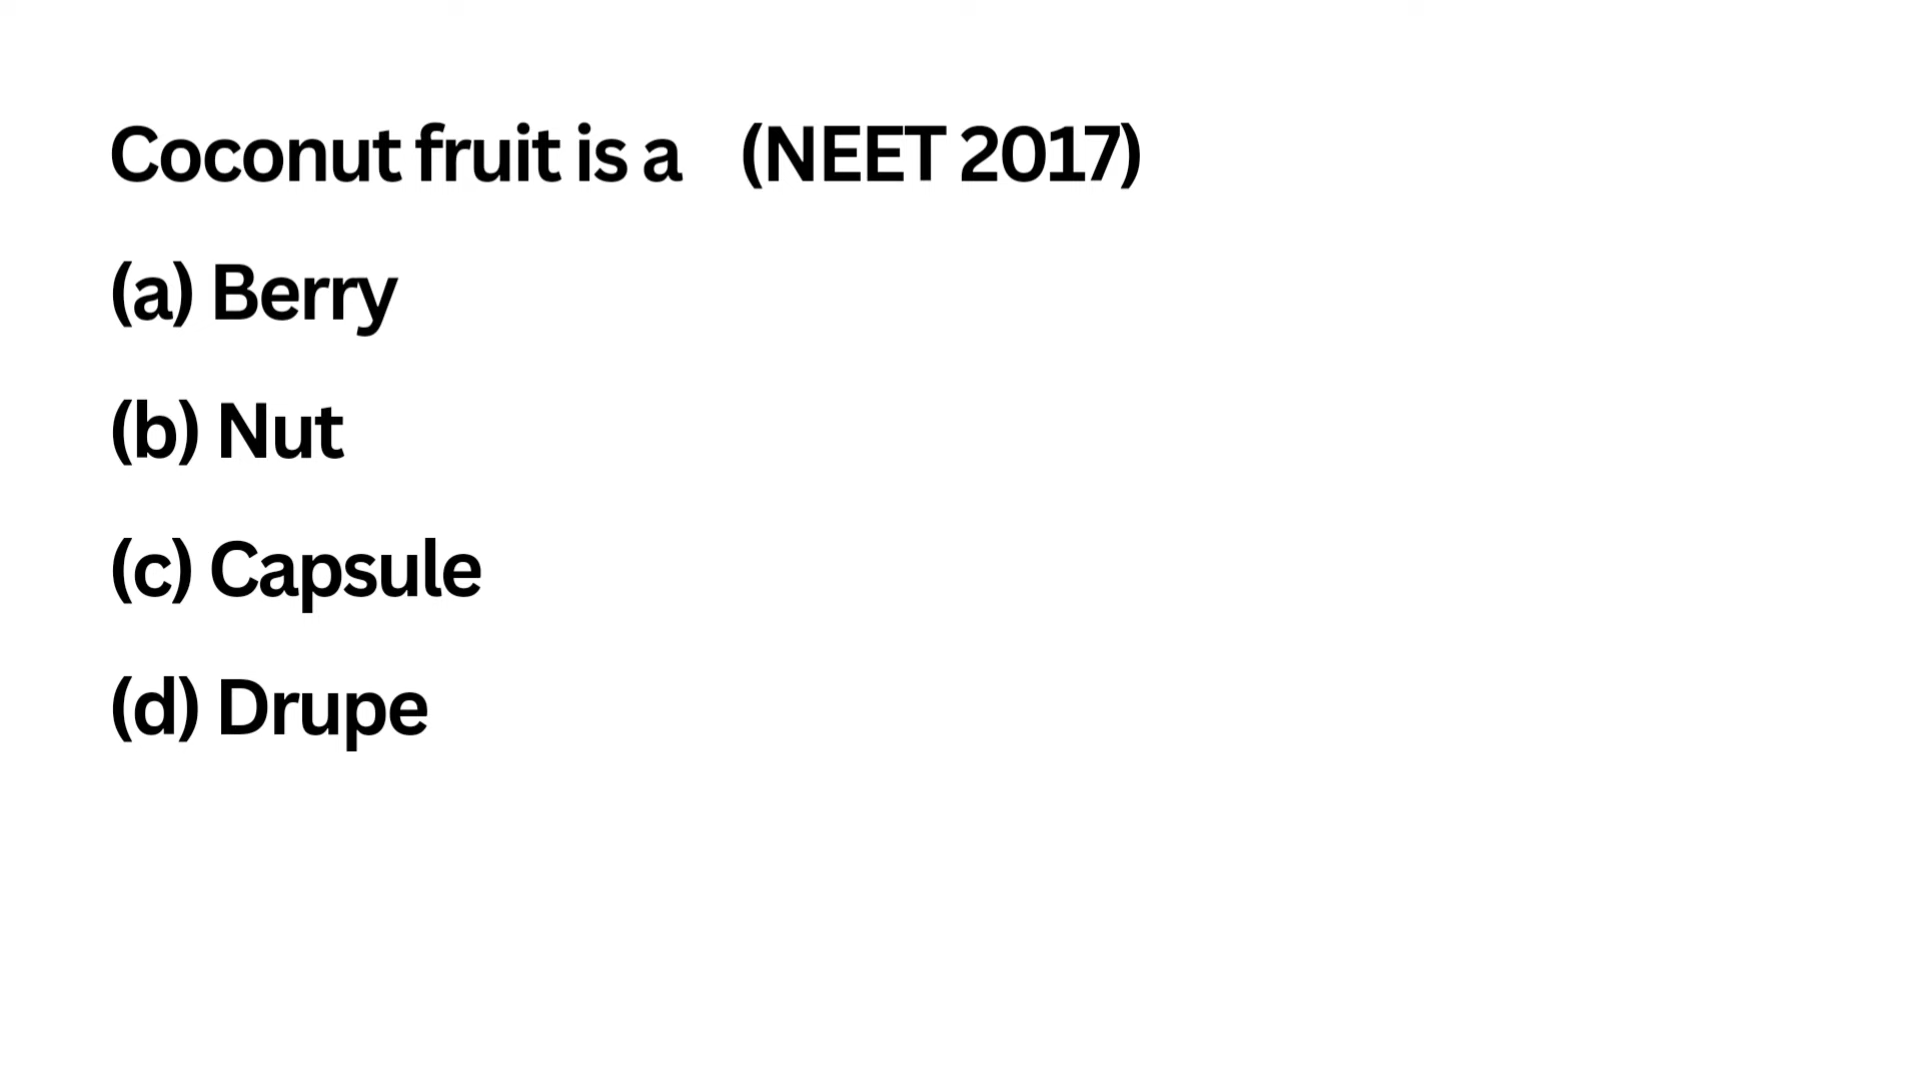 Coconut fruit is a (NEET 2017)
(a) Berry
(b) Nut
(c) Capsule
(d) Drupe